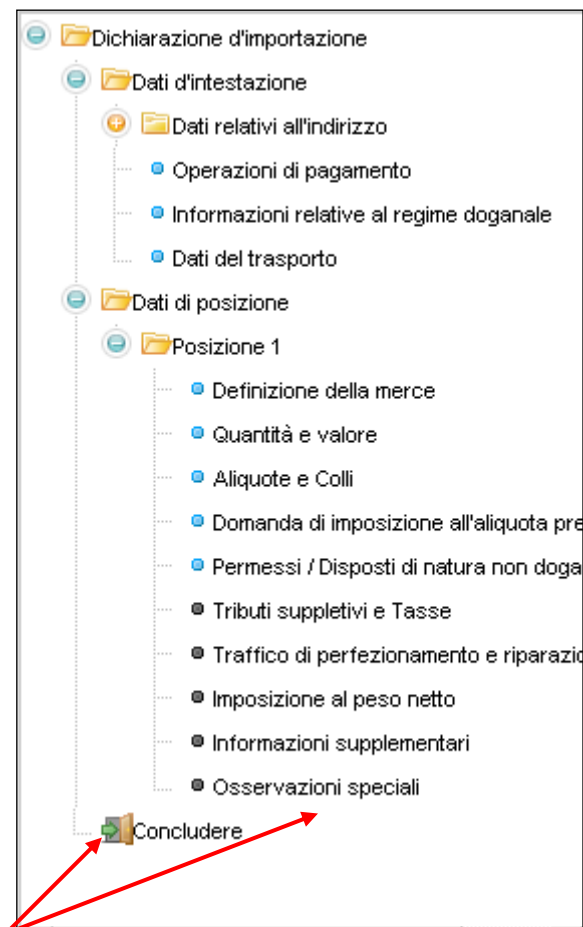 Dichiarazione d'importazione
Dati d'intestazione
Dati relativi all'indirizzo
Operazioni di pagamento
Informazioni relative al regime doganale
Dati del trasporto
Dati di posizione
Posizione 1
Definizione della merce
Quantità e valore
Aliquote e Colli
Domanda di imposizione all'aliquota pre
Permessi / Disposti di natura non doga
Tributi suppletivi e Tasse
Traffico di perfezionamento e riparazio
Imposizione al peso netto
Informazioni supplementari
Osservazioni speciali
Concludere